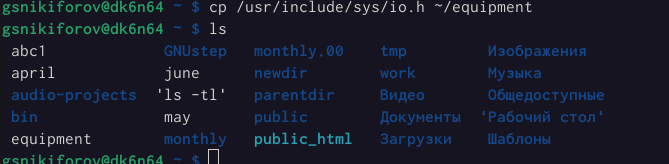 gsnikiforov@dk6n64 ~ $ cp /usr/include/sys/io.h ~/equipment
gsnikiforov@dk6n64 ~ $ ls
abc1 GNUstep monthly.00 tmp Изображения
april june newdir work Музыка
audio-projects 'ls -tl' parentdir Видео Общедоступные
bin may public Документы 'Рабочий стол'
equipment monthly public_html Загрузки Шаблоны
gsnikiforov@dk6n64 ~ $